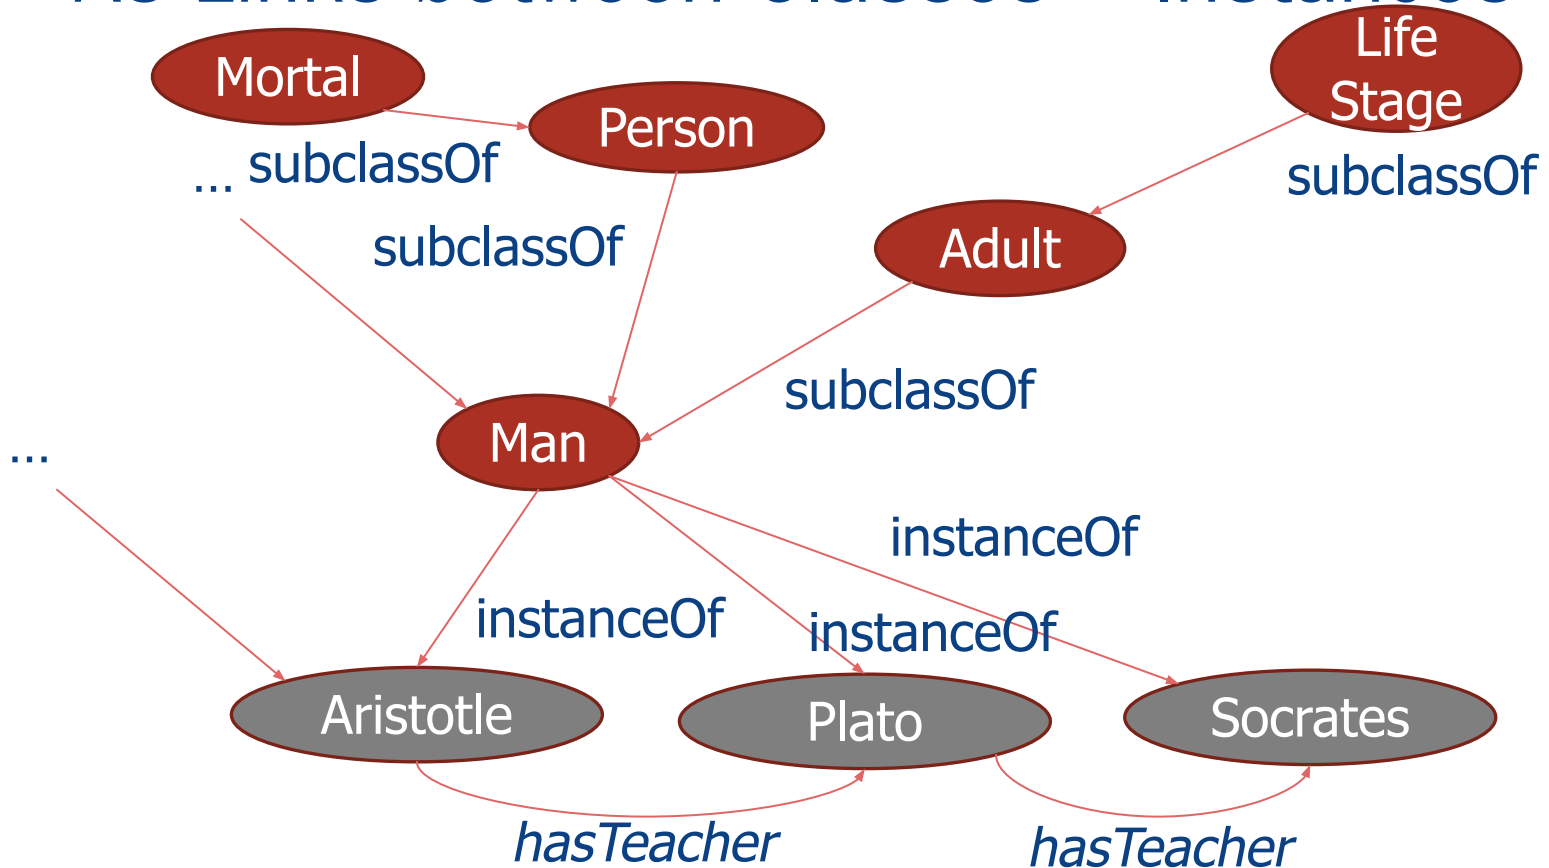 Mortal
Life
Stage
Person
subclassOf
...
subclassOf
subclassOf
Adult
subclassOf
Man
...
instanceOf
instanceOf
instanceOf
Aristotle
Plato
Socrates
hasTeacher
hasTeacher